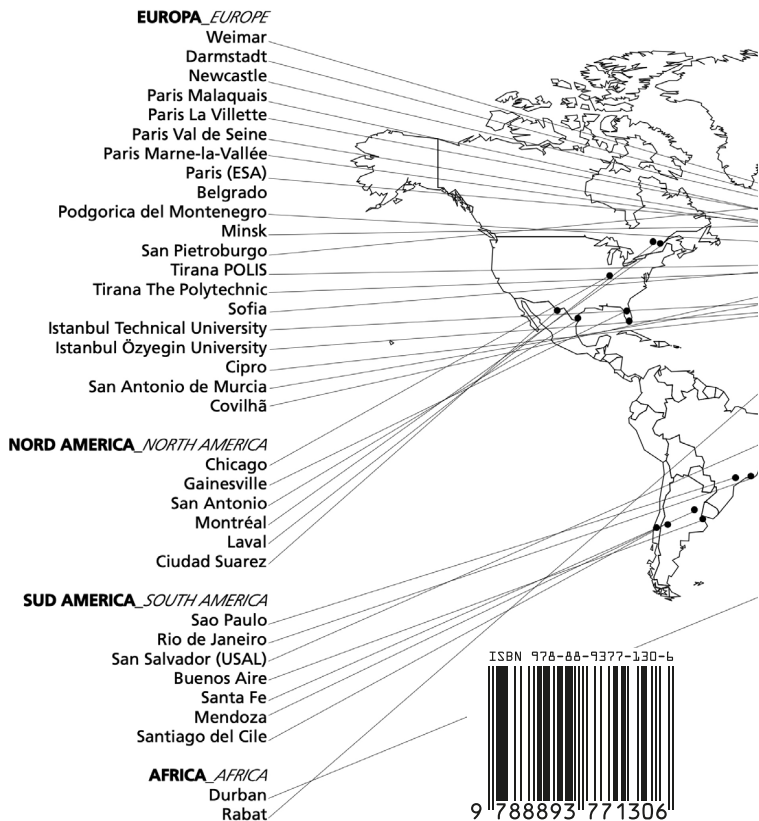 EUROPA_EUROPE
Weimar
Darmstadt
Newcastle
Paris Malaquais
Paris La Villette
Paris Val de Seine
Paris Marne-la-Vallée
Paris (ESA)
Belgrado
Podgorica del Montenegro
Minsk
San Pietroburgo
Tirana POLIS
Tirana The Polytechnic
Sofia
Istanbul Technical University
Istanbul Özyegin University
Cipro
San Antonio de Murcia
Covilhã
NORD AMERICA_NORTH AMERICA
Chicago
Gainesville
San Antonio
Montréal
Laval
Ciudad Suarez
SUD AMERICA_SOUTH AMERICA
Sao Paulo
Rio de Janeiro
San Salvador (USAL)
Buenos Aire
Santa Fe
Mendoza
Santiago del Cile
AFRICA_AFRICA
Durban
Rabat
ISBN 978-88-9377-130-6
9 788893 771306